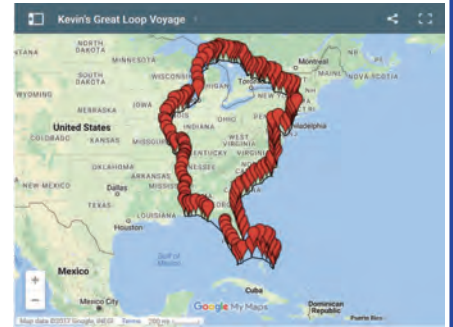 Kevin's Great Loop Voyage
NORTH
DAKOTA
MINNESOTA
Montreal
SOUTH
DAKOTA
WISCONSIN
MAINE
NOVA SCOTIA
WYOMING
IOWA
NEBRASKA
OHIO
INDIANA
United States
Philadelphia
COLORADO
KANSAS
MISSOURI
WEST
VIRGINIA
KENTUCKY
VIRGINIA
OKLAHOMA
ARKANSAS
NEW MEXICO
Dallas
MISSISS
TEXAS
LOUISIANA
Houston
Gulf of
Mexico
Mexico
Cuba
Mexico City
Google My Maps
Dominican
Republic
Puerto Rico
Map data ©2017 Google, INEGI Terms 200 mi